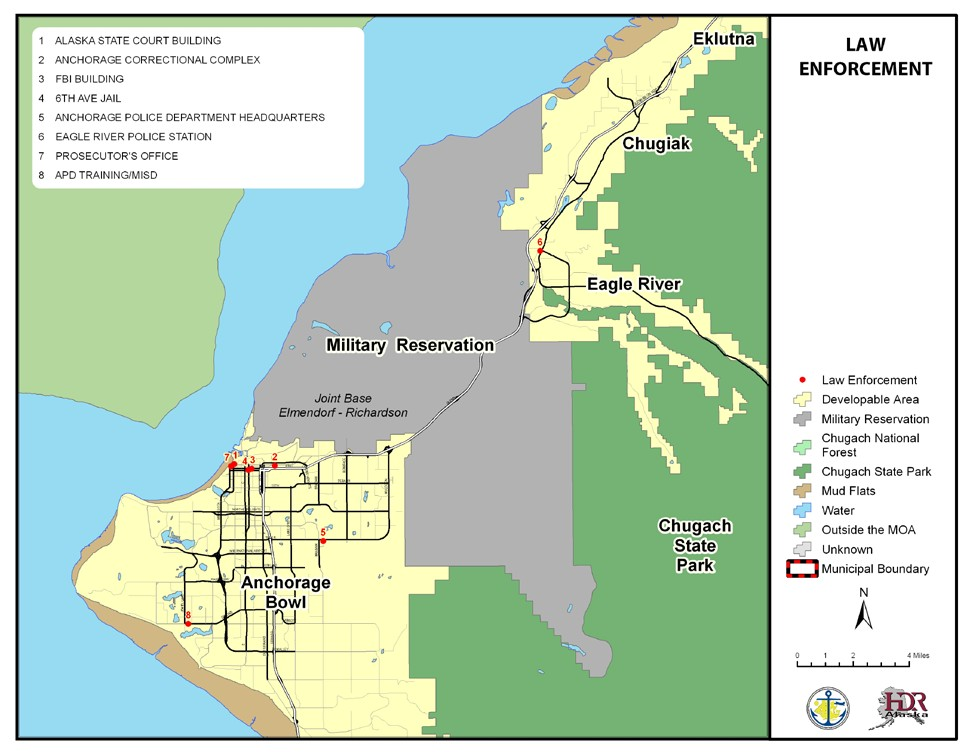 LAW
ENFORCEMENT
1 ALASKA STATE COURT BUILDING
2 ANCHORAGE CORRECTIONAL COMPLEX
3 FBI BUILDING
4 6TH AVE JAIL
5 ANCHORAGE POLICE DEPARTMENT HEADQUARTERS
6 EAGLE RIVER POLICE STATION
7 PROSECUTOR'S OFFICE
8 APD TRAINING/MISD
Eklutna
Chugiak
6
Eagle River
Military Reservation
Joint Base
Elmendorf - Richardson
7 1 4 3 2
5
Chugach
State
Park
Anchorage
Bowl
8
Law Enforcement
Developable Area
Military Reservation
Chugach National
Forest
Chugach State Park
Mud Flats
Water
Outside the MOA
Unknown
Municipal Boundary
N
0 1 2 4 Miles
HDR
Alaska